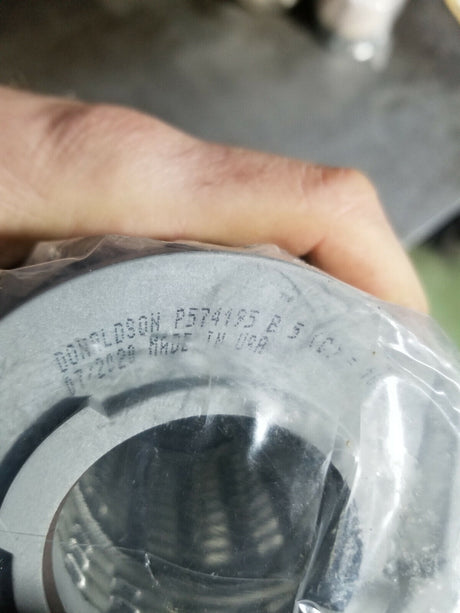 DONALDSON P574195 B 5 (C) =
07/2020 MADE IN USA